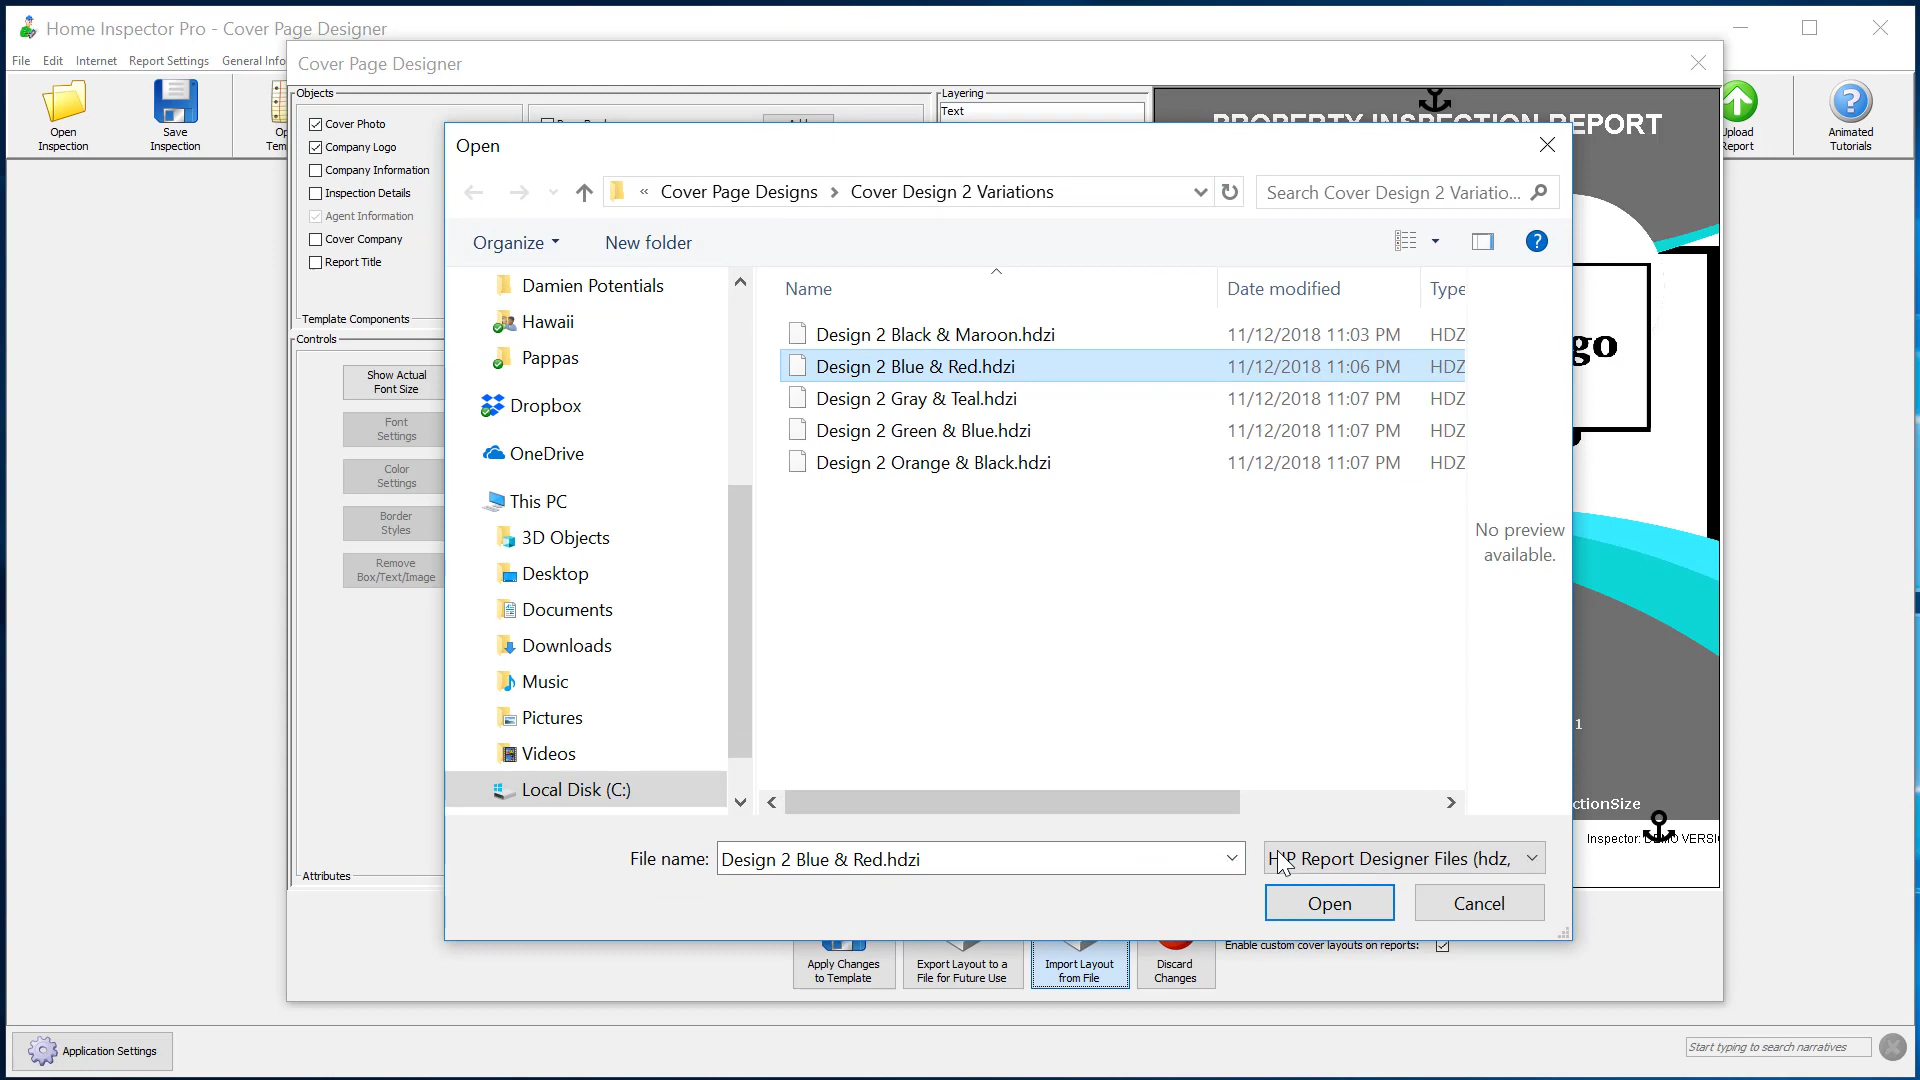 Home Inspector Pro - Cover Page Designer
File Edit Internet Report Settings General Info
Open
Inspection
Save
Inspection
Upload
Report
Animated
Tutorials
Cover Page Designer
Objects
Cover Photo
Company Logo
Company Information
Inspection Details
Agent Information
Cover Company
Report Title
Template Components
Controls
Show Actual
Font Size
Font
Settings
Color
Settings
Border
Styles
Remove
Box/Text/Image
Attributes
Layering
Text
PROPERTY INSPECTION REPORT
Open
« Cover Page Designs > Cover Design 2 Variations
Search Cover Design 2 Variatio...
Organize New folder
Damien Potentials
Hawaii
Pappas
Dropbox
OneDrive
This PC
3D Objects
Desktop
Documents
Downloads
Music
Pictures
Videos
Local Disk (C:)
Name Date modified Type
Design 2 Black & Maroon.hdzi 11/12/2018 11:03 PM HDZ
Design 2 Blue & Red.hdzi 11/12/2018 11:06 PM HDZ
Design 2 Gray & Teal.hdzi 11/12/2018 11:07 PM HDZ
Design 2 Green & Blue.hdzi 11/12/2018 11:07 PM HDZ
Design 2 Orange & Black.hdzi 11/12/2018 11:07 PM HDZ
No preview
available.
File name: Design 2 Blue & Red.hdzi
HIP Report Designer Files (hdz,
Open Cancel
go
1
ctionSize
Inspector: DEMO VERSI
Apply Changes
to Template
Export Layout to a
File for Future Use
Import Layout
from File
Discard
Changes
Enable custom cover layouts on reports:
Application Settings
Start typing to search narratives